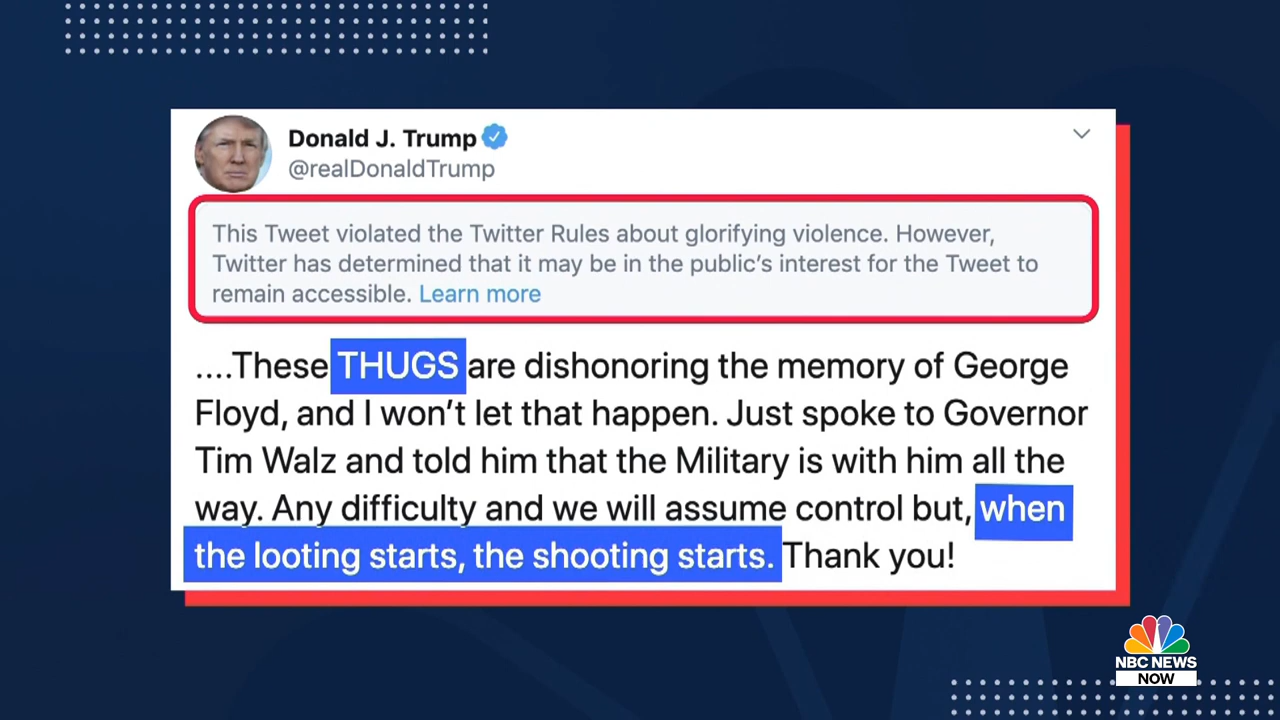 Donald J. Trump
@realDonaldTrump
This Tweet violated the Twitter Rules about glorifying violence. However,
Twitter has determined that it may be in the public’s interest for the Tweet to
remain accessible. Learn more
....These THUGS are dishonoring the memory of George
Floyd, and I won’t let that happen. Just spoke to Governor
Tim Walz and told him that the Military is with him all the
way. Any difficulty and we will assume control but, when
the looting starts, the shooting starts. Thank you!
NBC NEWS
NOW